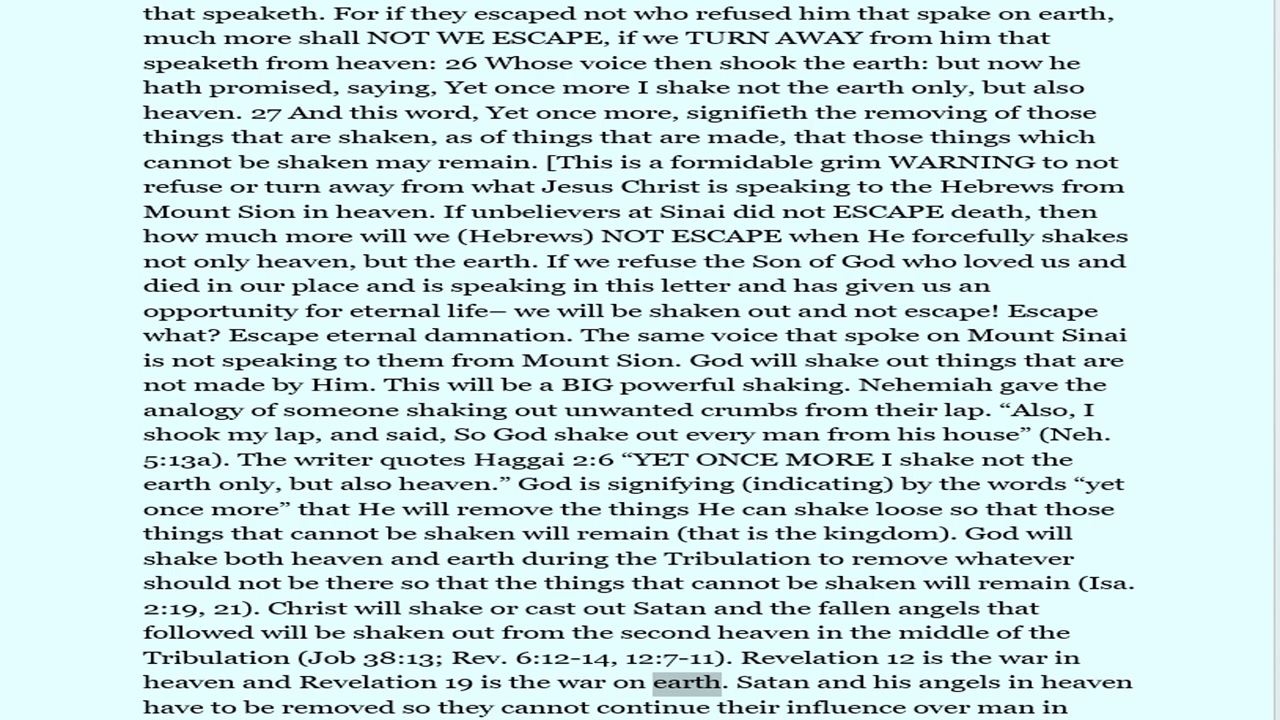 that speaketh. For if they escaped not who refused him that spake on earth,
much more shall NOT WE ESCAPE, if we TURN AWAY from him that
speaketh from heaven: 26 Whose voice then shook the earth: but now he
hath promised, saying, Yet once more I shake not the earth only, but also
heaven. 27 And this word, Yet once more, signifieth the removing of those
things that are shaken, as of things that are made, that those things which
cannot be shaken may remain. [This is a formidable grim WARNING to not
refuse or turn away from what Jesus Christ is speaking to the Hebrews from
Mount Sion in heaven. If unbelievers at Sinai did not ESCAPE death, then
how much more will we (Hebrews) NOT ESCAPE when He forcefully shakes
not only heaven, but the earth. If we refuse the Son of God who loved us and
died in our place and is speaking in this letter and has given us an
opportunity for eternal life— we will be shaken out and not escape! Escape
what? Escape eternal damnation. The same voice that spoke on Mount Sinai
is not speaking to them from Mount Sion. God will shake out things that are
not made by Him. This will be a BIG powerful shaking. Nehemiah gave the
analogy of someone shaking out unwanted crumbs from their lap. “Also, I
shook my lap, and said, So God shake out every man from his house” (Neh.
5:13a). The writer quotes Haggai 2:6 “YET ONCE MORE I shake not the
earth only, but also heaven.” God is signifying (indicating) by the words “yet
once more” that He will remove the things He can shake loose so that those
things that cannot be shaken will remain (that is the kingdom). God will
shake both heaven and earth during the Tribulation to remove whatever
should not be there so that the things that cannot be shaken will remain (Isa.
2:19, 21). Christ will shake or cast out Satan and the fallen angels that
followed will be shaken out from the second heaven in the middle of the
Tribulation (Job 38:13; Rev. 6:12-14, 12:7-11). Revelation 12 is the war in
heaven and Revelation 19 is the war on earth. Satan and his angels in heaven
have to be removed so they cannot continue their influence over man in